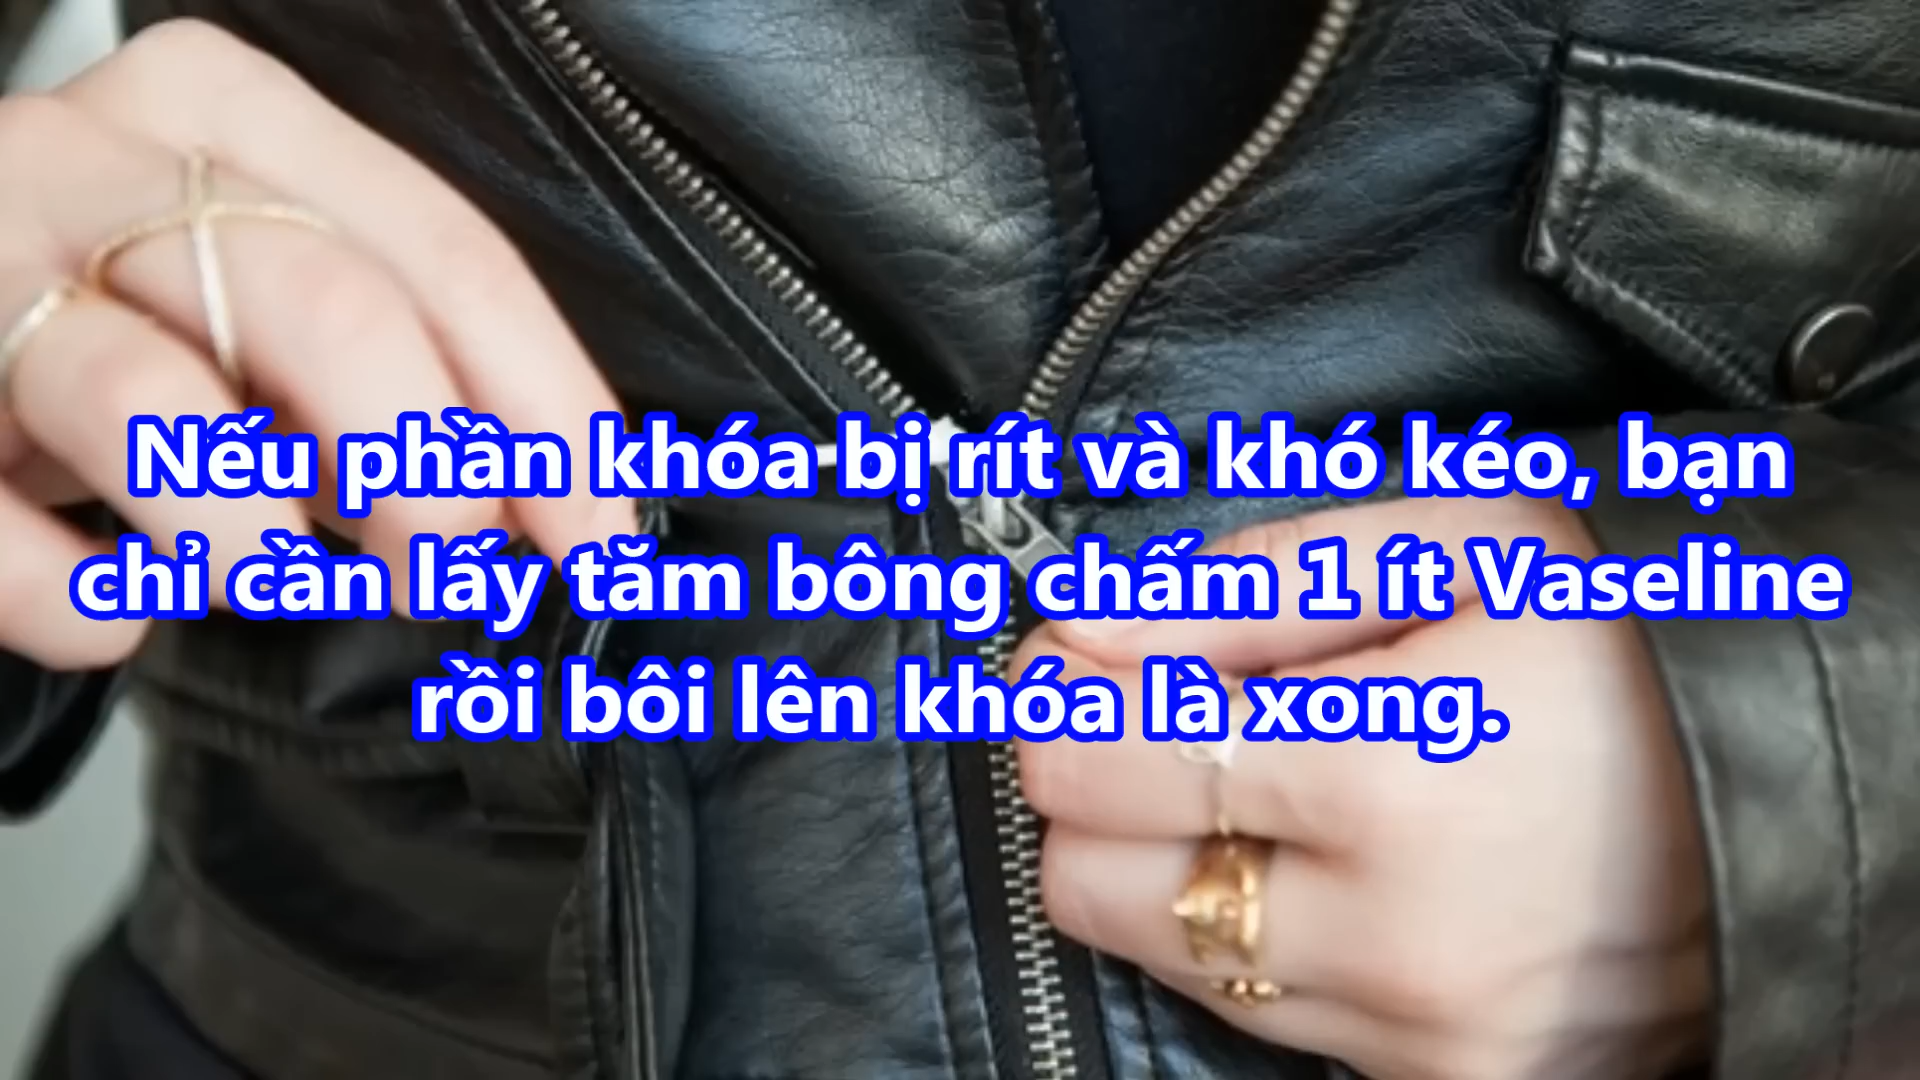 Nếu phần khóa bị rít và khó kéo, bạn
chỉ cần lấy tăm bông chấm 1 ít Vaseline
rồi bôi lên khóa là xong.